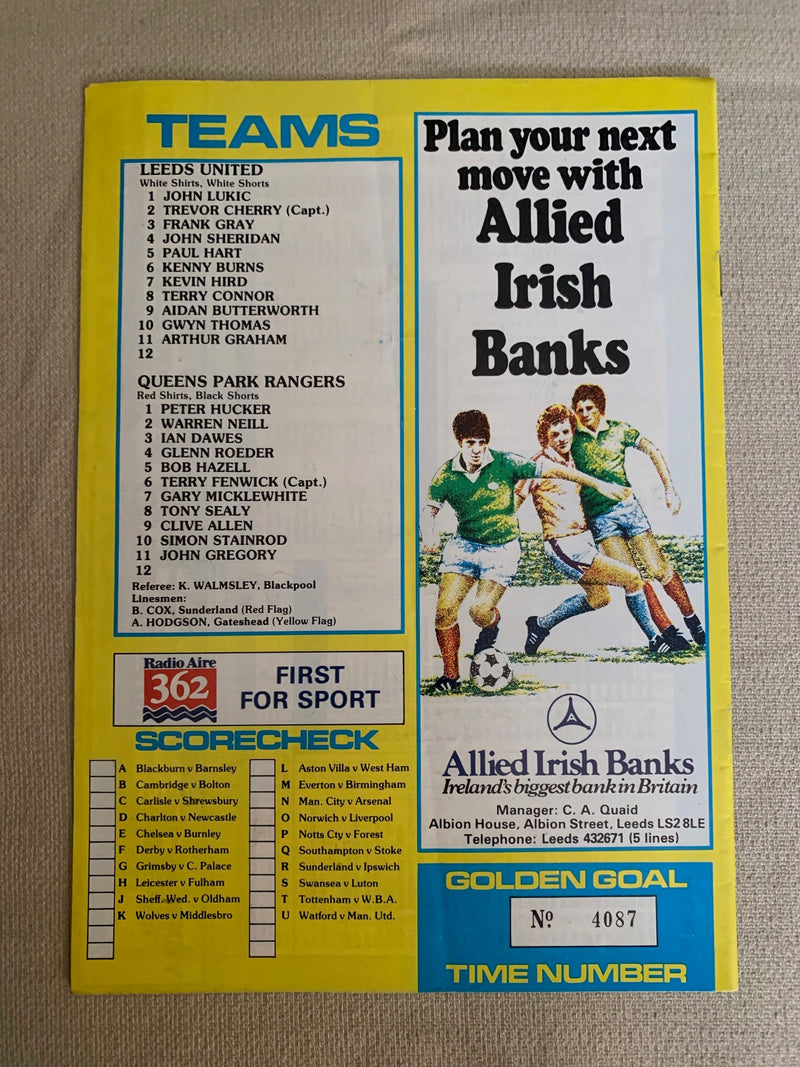 TEAMS
LEEDS UNITED
White Shirts, White Shorts
1 JOHN LUKIC
2 TREVOR CHERRY (Capt.)
3 FRANK GRAY
4 JOHN SHERIDAN
5 PAUL HART
6 KENNY BURNS
7 KEVIN HIRD
8 TERRY CONNOR
9 AIDAN BUTTERWORTH
10 GWYN THOMAS
11 ARTHUR GRAHAM
12
QUEENS PARK RANGERS
Red Shirts, Black Shorts
1 PETER HUCKER
2 WARREN NEILL
3 IAN DAWES
4 GLENN ROEDER
5 BOB HAZELL
6 TERRY FENWICK (Capt.)
7 GARY MICKLEWHITE
8 TONY SEALY
9 CLIVE ALLEN
10 SIMON STAINROD
11 JOHN GREGORY
12
Referee: K. WALMSLEY, Blackpool
Linesmen:
B. COX, Sunderland (Red Flag)
A. HODGSON, Gateshead (Yellow Flag)
Radio Aire
362
FIRST
FOR SPORT
SCORECHECK
A Blackburn v Barnsley
B Cambridge v Bolton
C Carlisle v Shrewsbury
D Charlton v Newcastle
E Chelsea v Burnley
F Derby v Rotherham
G Grimsby v C. Palace
H Leicester v Fulham
J Sheff. Wed. v Oldham
K Wolves v Middlesbro
L Aston Villa v West Ham
M Everton v Birmingham
N Man. City v Arsenal
O Norwich v Liverpool
P Notts Cty v Forest
Q Southampton v Stoke
R Sunderland v Ipswich
S Swansea v Luton
T Tottenham v W.B.A.
U Watford v Man. Utd.
Plan your next
move with
Allied
Irish
Banks
Allied Irish Banks
Ireland's biggest bank in Britain
Manager: C. A. Quaid
Albion House, Albion Street, Leeds LS2 8LE
Telephone: Leeds 432671 (5 lines)
GOLDEN GOAL
Nº 4087
TIME NUMBER